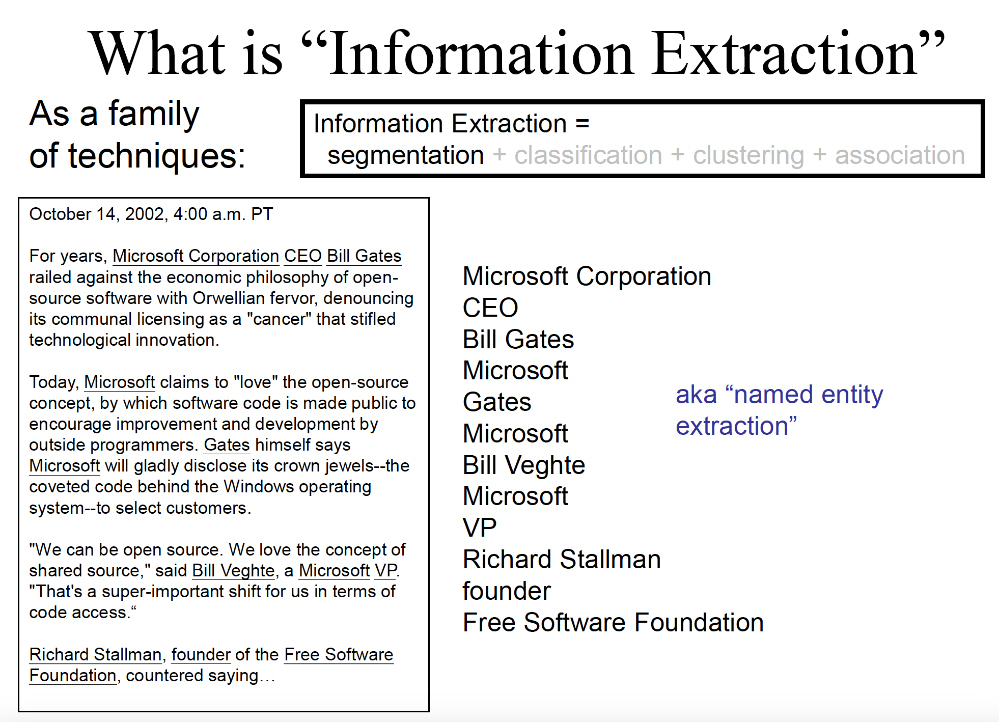 What is “Information Extraction”
As a family
of techniques:
Information Extraction =
segmentation + classification + clustering + association
October 14, 2002, 4:00 a.m. PT
For years, Microsoft Corporation CEO Bill Gates
railed against the economic philosophy of open-
source software with Orwellian fervor, denouncing
its communal licensing as a "cancer" that stifled
technological innovation.
Today, Microsoft claims to "love" the open-source
concept, by which software code is made public to
encourage improvement and development by
outside programmers. Gates himself says
Microsoft will gladly disclose its crown jewels--the
coveted code behind the Windows operating
system--to select customers.
"We can be open source. We love the concept of
shared source," said Bill Veghte, a Microsoft VP.
"That's a super-important shift for us in terms of
code access.“
Richard Stallman, founder of the Free Software
Foundation, countered saying…
Microsoft Corporation
CEO
Bill Gates
Microsoft
Gates
Microsoft
Bill Veghte
Microsoft
VP
Richard Stallman
founder
Free Software Foundation
aka “named entity
extraction”